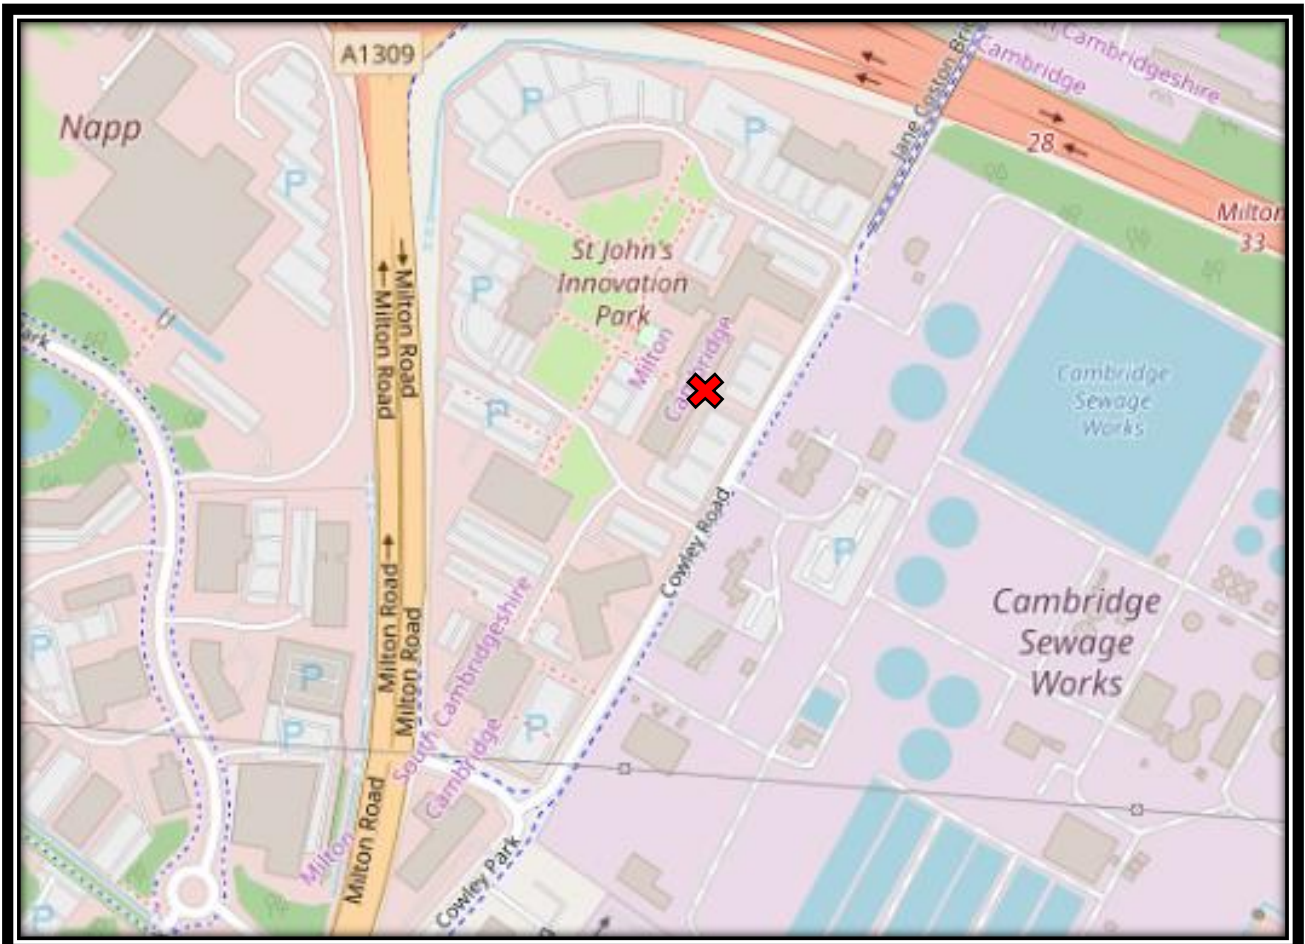 A1309
Cambridge
Cambridgeshire
Jane Coston Bri
Napp
P
P
P
28
Milton
33
St John's
Innovation
Park
P
Milton Road
Milton Road
Milton
Cambridge
ark
P
Cambridge
Sewage
Works
Cowley Road
P
Milton Road
Milton Road
South Cambridgeshire
Cambridge
Cambridge
Sewage
Works
P
P
P
P
Milton
Milton Road
Cowley Park
P